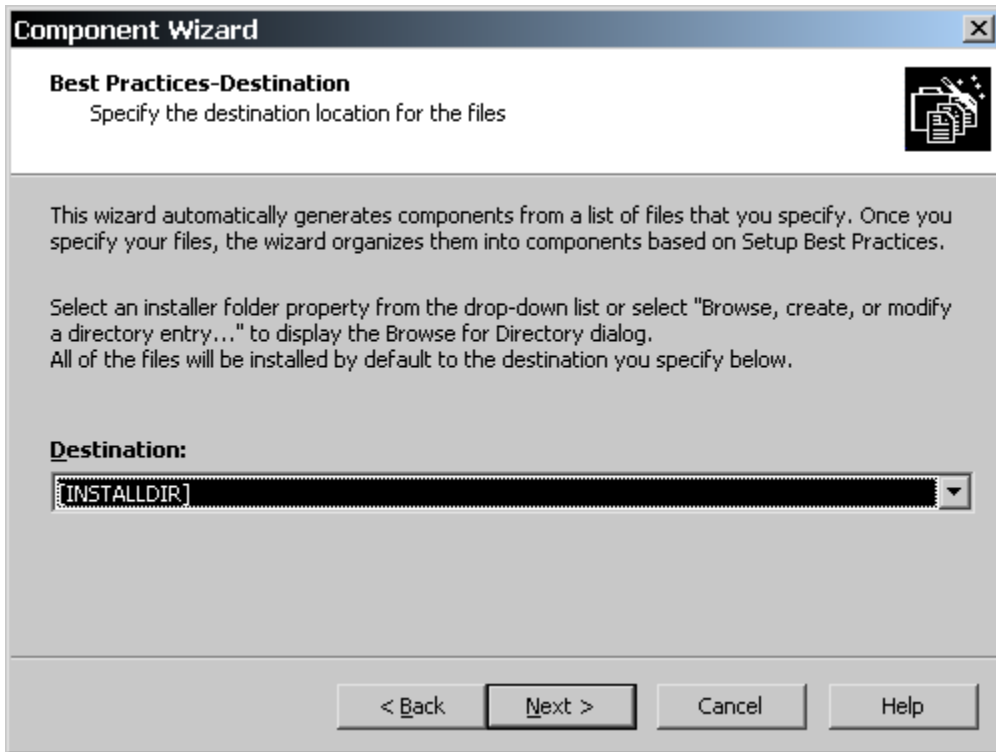 Component Wizard
Best Practices-Destination
Specify the destination location for the files
This wizard automatically generates components from a list of files that you specify. Once you
specify your files, the wizard organizes them into components based on Setup Best Practices.
Select an installer folder property from the drop-down list or select "Browse, create, or modify
a directory entry..." to display the Browse for Directory dialog.
All of the files will be installed by default to the destination you specify below.
Destination:
[INSTALLDIR]
< Back Next > Cancel Help